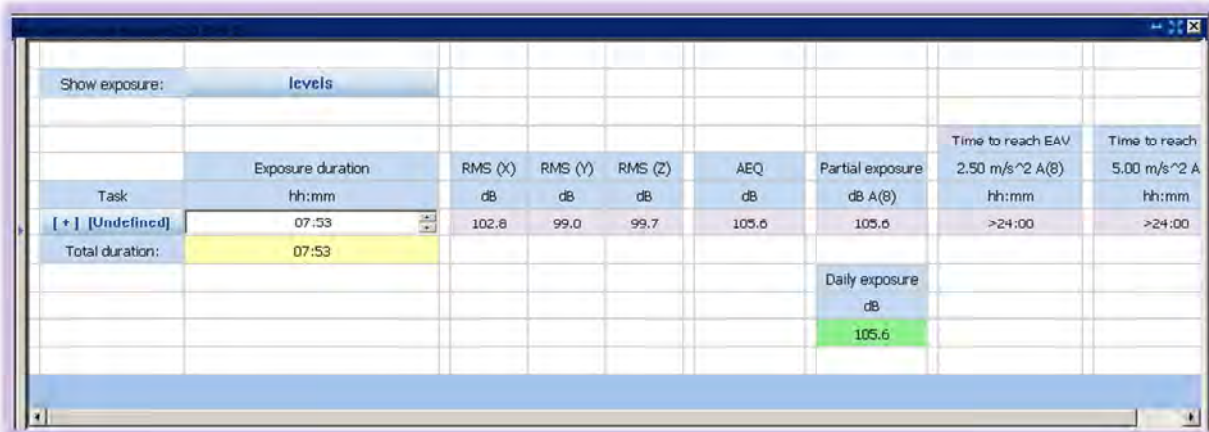 Show exposure: levels
Time to reach EAV Time to reach
Exposure duration RMS (X) RMS (Y) RMS (Z) AEQ Partial exposure 2.50 m/s^2 A(8) 5.00 m/s^2 A
Task hh:mm dB dB dB dB dB A(8) hh:mm hh:mm
[+] [Undefined] 07:53 102.8 99.0 99.7 105.6 105.6 >24:00 >24:00
Total duration: 07:53
Daily exposure
dB
105.6